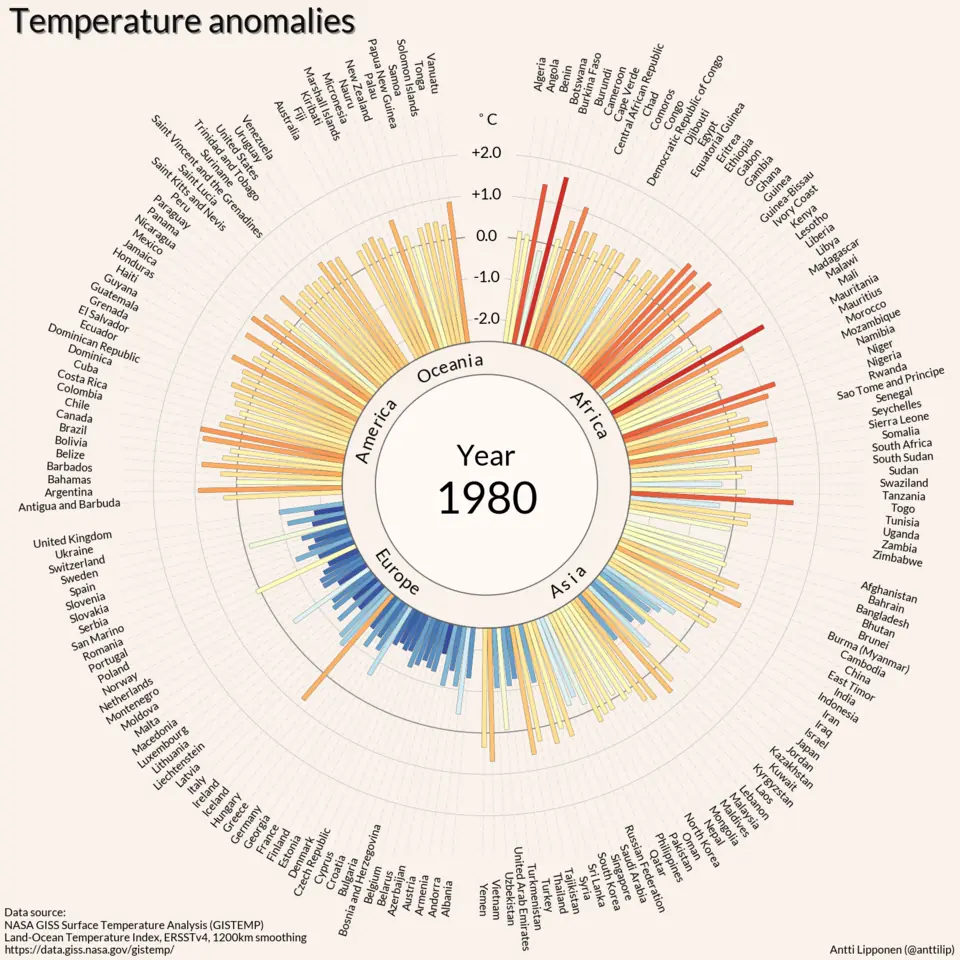 Temperature anomalies
°C
+2.0
+1.0
0.0
-1.0
-2.0
Year
1980
Africa
Asia
Europe
America
Oceania
Algeria
Angola
Benin
Botswana
Burkina Faso
Burundi
Cameroon
Cape Verde
Central African Republic
Chad
Comoros
Congo
Democratic Republic of Congo
Djibouti
Egypt
Equatorial Guinea
Eritrea
Ethiopia
Gabon
Gambia
Ghana
Guinea
Guinea-Bissau
Ivory Coast
Kenya
Lesotho
Liberia
Libya
Madagascar
Malawi
Mali
Mauritania
Mauritius
Morocco
Mozambique
Namibia
Niger
Nigeria
Rwanda
Sao Tome and Principe
Senegal
Seychelles
Sierra Leone
Somalia
South Africa
South Sudan
Sudan
Swaziland
Tanzania
Togo
Tunisia
Uganda
Zambia
Zimbabwe
Afghanistan
Bahrain
Bangladesh
Bhutan
Brunei
Burma (Myanmar)
Cambodia
China
East Timor
India
Indonesia
Iran
Iraq
Israel
Japan
Jordan
Kazakhstan
Kuwait
Kyrgyzstan
Laos
Lebanon
Malaysia
Maldives
Mongolia
Nepal
North Korea
Oman
Pakistan
Philippines
Qatar
Russian Federation
Saudi Arabia
Singapore
South Korea
Sri Lanka
Syria
Tajikistan
Thailand
Turkey
Turkmenistan
United Arab Emirates
Uzbekistan
Vietnam
Yemen
Albania
Andorra
Armenia
Austria
Azerbaijan
Belarus
Belgium
Bosnia and Herzegovina
Bulgaria
Croatia
Cyprus
Czech Republic
Denmark
Estonia
Finland
France
Georgia
Germany
Greece
Hungary
Iceland
Ireland
Italy
Latvia
Liechtenstein
Lithuania
Luxembourg
Macedonia
Malta
Moldova
Montenegro
Netherlands
Norway
Poland
Portugal
Romania
San Marino
Serbia
Slovakia
Slovenia
Spain
Sweden
Switzerland
Ukraine
United Kingdom
Antigua and Barbuda
Argentina
Bahamas
Barbados
Belize
Bolivia
Brazil
Canada
Chile
Colombia
Costa Rica
Cuba
Dominica
Dominican Republic
Ecuador
El Salvador
Grenada
Guatemala
Guyana
Haiti
Honduras
Jamaica
Mexico
Nicaragua
Panama
Paraguay
Peru
Saint Kitts and Nevis
Saint Lucia
Saint Vincent and the Grenadines
Suriname
Trinidad and Tobago
United States
Uruguay
Venezuela
Australia
Fiji
Kiribati
Marshall Islands
Micronesia
Nauru
New Zealand
Palau
Papua New Guinea
Samoa
Solomon Islands
Tonga
Vanuatu
Data source:
NASA GISS Surface Temperature Analysis (GISTEMP)
Land-Ocean Temperature Index, ERSSTv4, 1200km smoothing
https://data.giss.nasa.gov/gistemp/
Antti Lipponen (@anttilip)